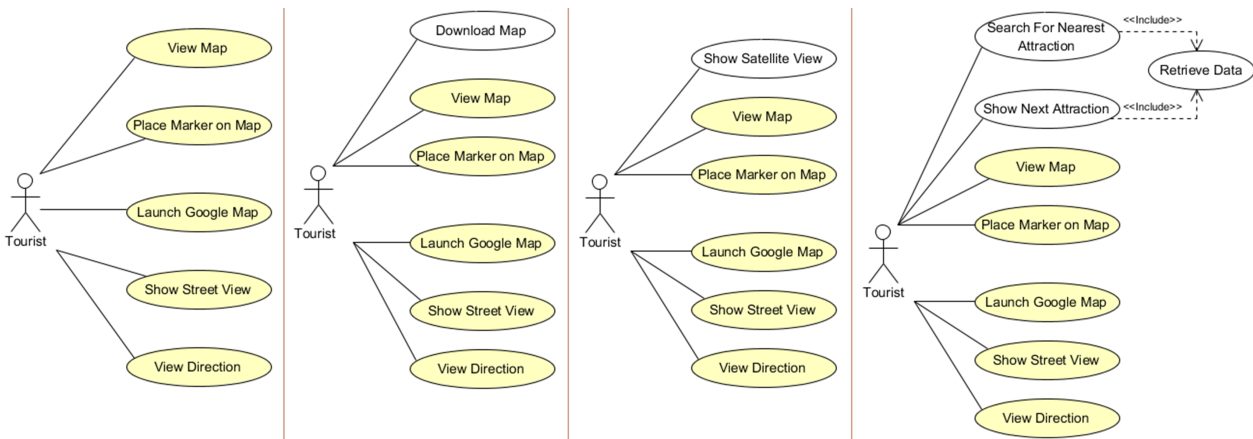 View Map
Place Marker on Map
Launch Google Map
Tourist
Show Street View
View Direction
Download Map
View Map
Place Marker on Map
Tourist
Launch Google Map
Show Street View
View Direction
Show Satellite View
View Map
Place Marker on Map
Tourist
Launch Google Map
Show Street View
View Direction
Search For Nearest
Attraction
<<Include>>
Retrieve Data
Show Next Attraction
<<Include>>
View Map
Place Marker on Map
Tourist
Launch Google Map
Show Street View
View Direction